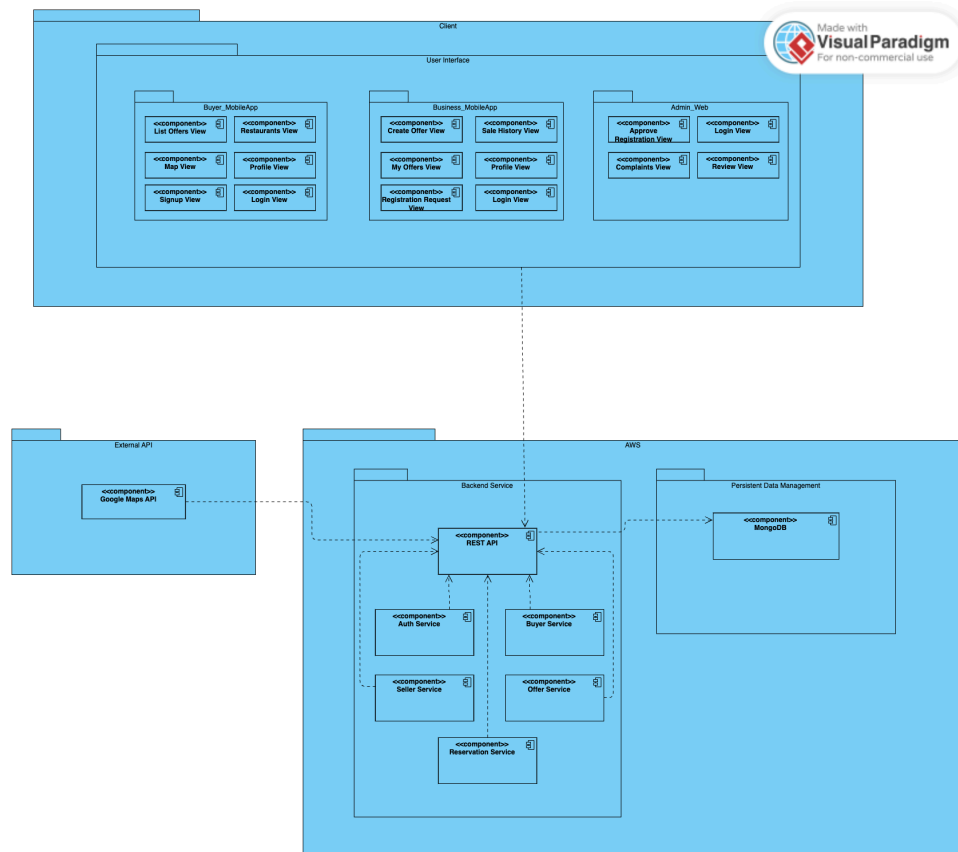 Client
Made with
Visual Paradigm
For non-commercial use
User Interface
Buyer_MobileApp
<<component>>
List Offers View
<<component>>
Restaurants View
<<component>>
Map View
<<component>>
Profile View
<<component>>
Signup View
<<component>>
Login View
Business_MobileApp
<<component>>
Create Offer View
<<component>>
Sale History View
<<component>>
My Offers View
<<component>>
Profile View
<<component>>
Registration Request
View
<<component>>
Login View
Admin_Web
<<component>>
Approve
Registration View
<<component>>
Login View
<<component>>
Complaints View
<<component>>
Review View
External API
<<component>>
Google Maps API
AWS
Backend Service
<<component>>
REST API
<<component>>
Auth Service
<<component>>
Buyer Service
<<component>>
Seller Service
<<component>>
Offer Service
<<component>>
Reservation Service
Persistent Data Management
<<component>>
MongoDB